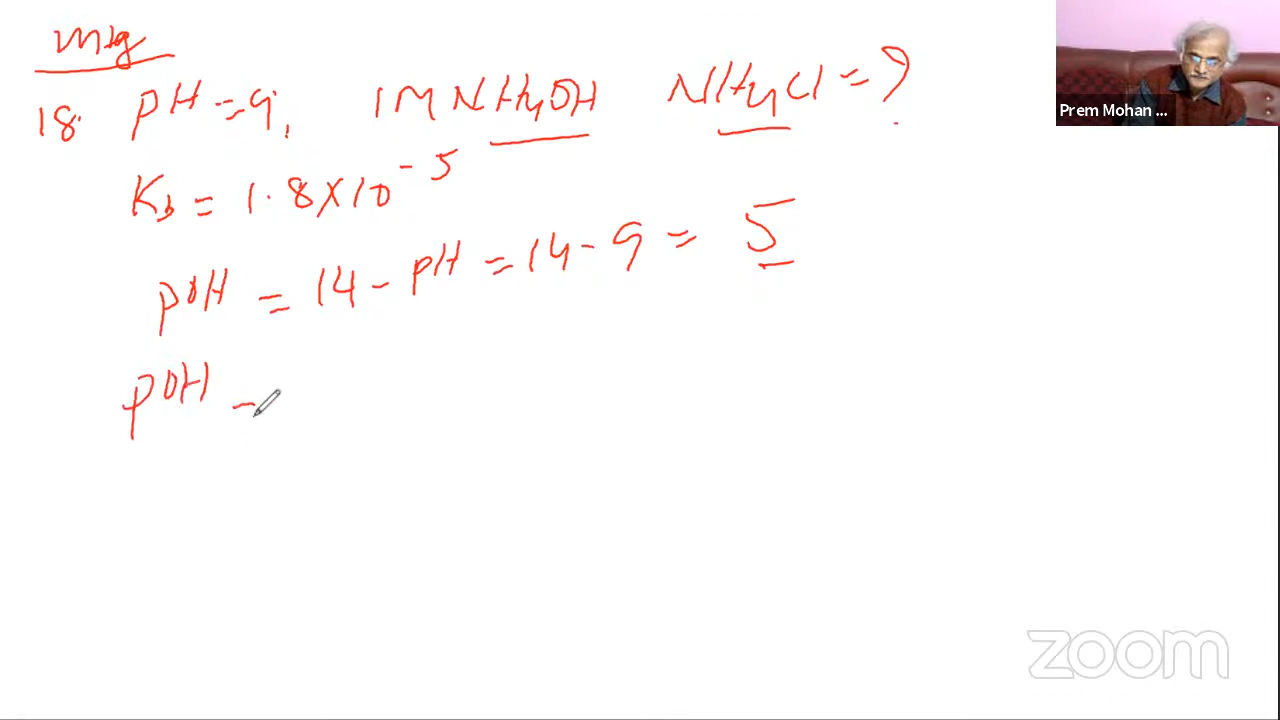 18. pH = 9, 1M NH4OH NH4Cl = ?
Kb = 1.8 × 10^-5
pOH = 14 - pH = 14 - 9 = 5
pOH -
Prem Mohan ...
zoom